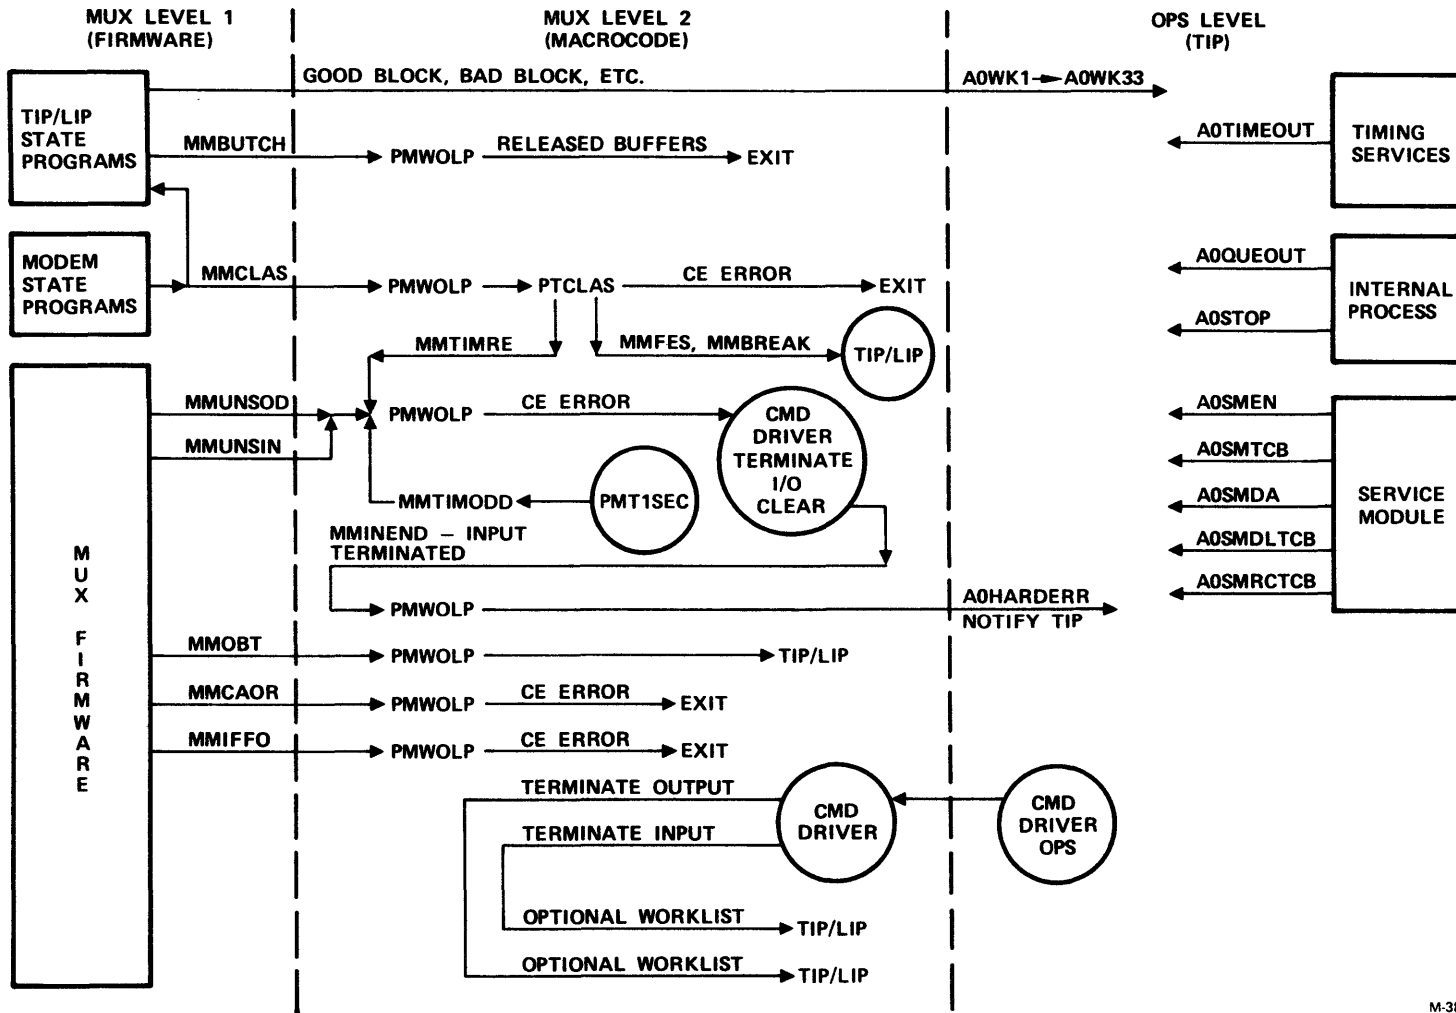 MUX LEVEL 1
(FIRMWARE)
MUX LEVEL 2
(MACROCODE)
OPS LEVEL
(TIP)
GOOD BLOCK, BAD BLOCK, ETC.
A0WK1 → A0WK33
TIP/LIP
STATE
PROGRAMS
MMBUTCH
PMWOLP
RELEASED BUFFERS
EXIT
A0TIMEOUT
TIMING
SERVICES
MODEM
STATE
PROGRAMS
MMCLAS
PMWOLP
PTCLAS
CE ERROR
EXIT
A0QUEOUT
A0STOP
INTERNAL
PROCESS
MMTIMRE
MMFES, MMBREAK
TIP/LIP
MUX FIRMWARE
MMUNSOD
MMUNSIN
PMWOLP
CE ERROR
CMD
DRIVER
TERMINATE
I/O
CLEAR
MMTIMODD
PMT1SEC
A0SMEN
A0SMTCB
A0SMDA
A0SMDLTCB
A0SMRCTCB
SERVICE
MODULE
MMINEND – INPUT
TERMINATED
PMWOLP
A0HARDERR
NOTIFY TIP
MMOBT
PMWOLP
TIP/LIP
MMCAOR
PMWOLP
CE ERROR
EXIT
MMIFFO
PMWOLP
CE ERROR
EXIT
TERMINATE OUTPUT
TERMINATE INPUT
CMD
DRIVER
CMD
DRIVER
OPS
OPTIONAL WORKLIST
TIP/LIP
OPTIONAL WORKLIST
TIP/LIP